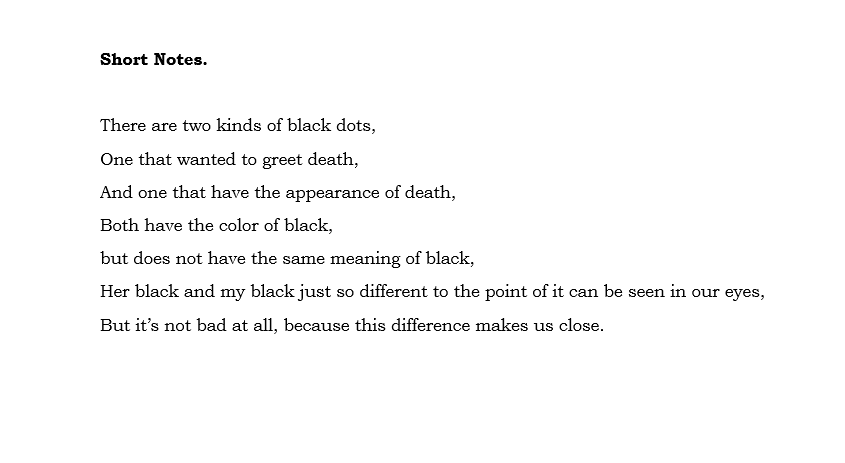 Short Notes.
There are two kinds of black dots,
One that wanted to greet death,
And one that have the appearance of death,
Both have the color of black,
but does not have the same meaning of black,
Her black and my black just so different to the point of it can be seen in our eyes,
But it’s not bad at all, because this difference makes us close.